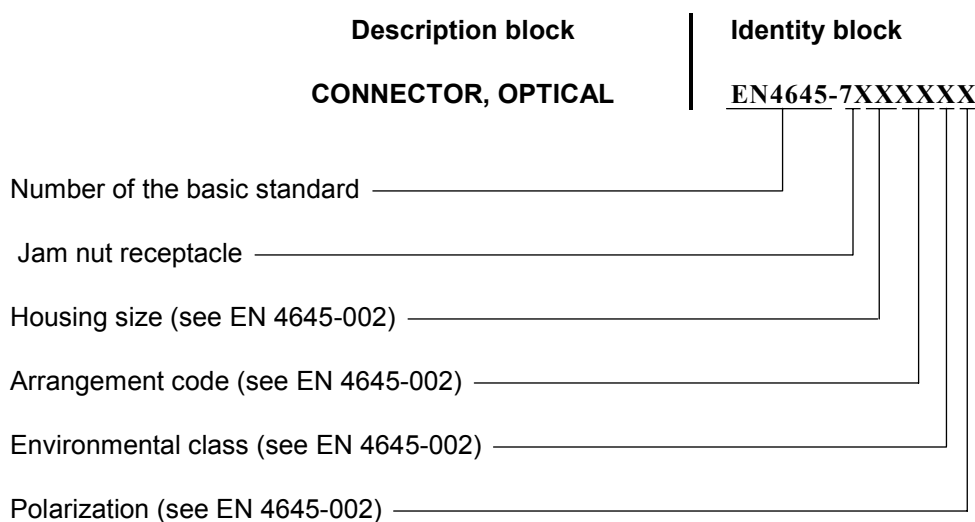 Description block Identity block
CONNECTOR, OPTICAL EN4645-7XXXXXX
Number of the basic standard
Jam nut receptacle
Housing size (see EN 4645-002)
Arrangement code (see EN 4645-002)
Environmental class (see EN 4645-002)
Polarization (see EN 4645-002)